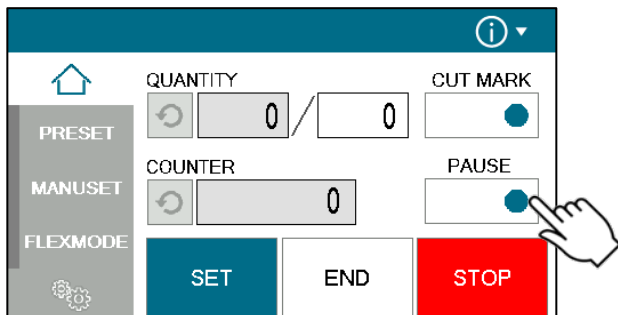 QUANTITY CUT MARK
0 / 0
PRESET
COUNTER PAUSE
MANUSET
0
FLEXMODE
SET END STOP